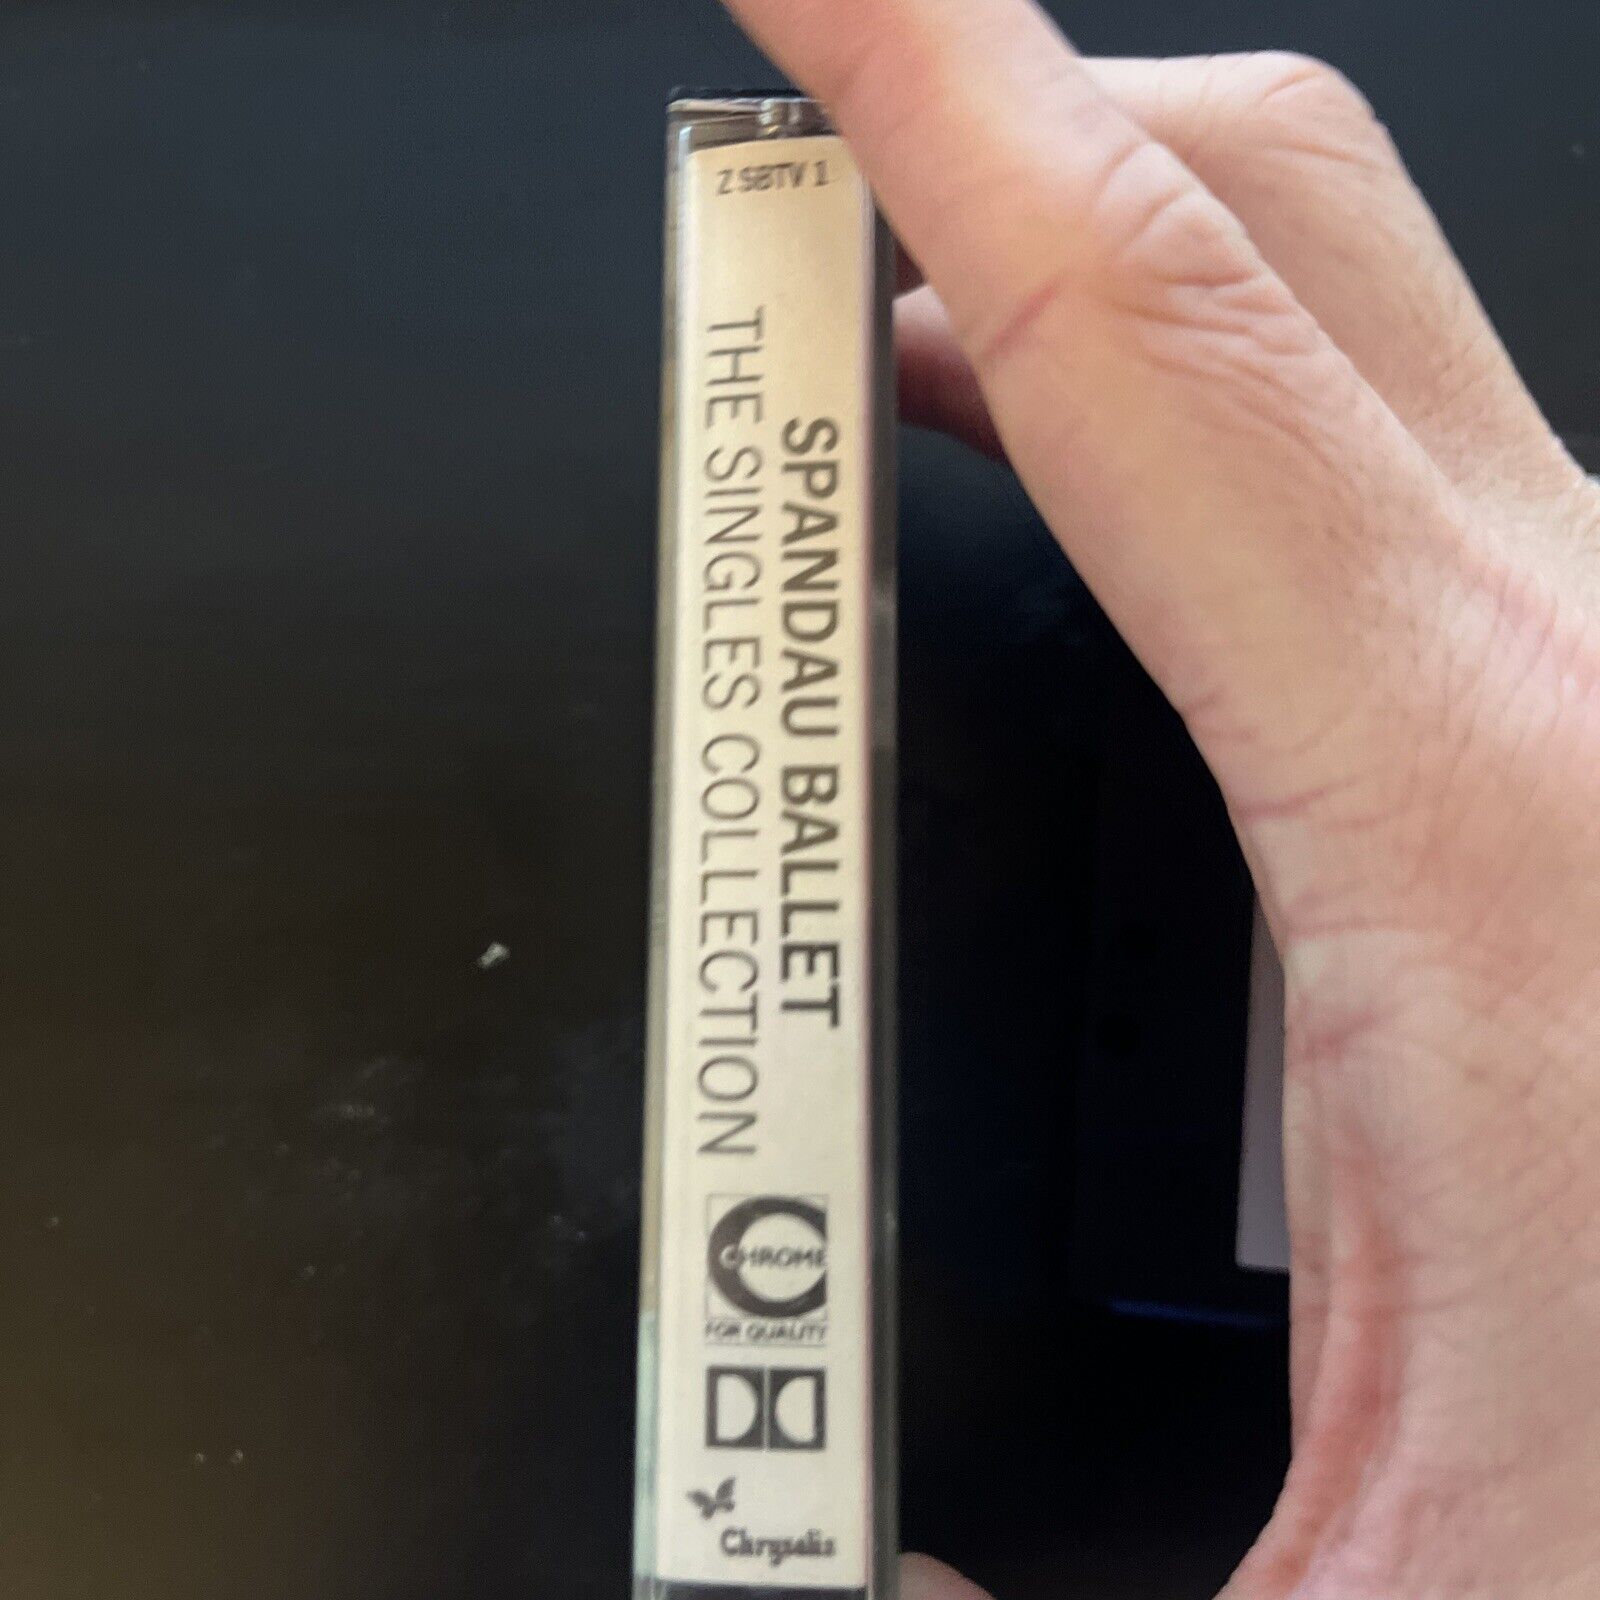 Z SBTV 1
SPANDAU BALLET
THE SINGLES COLLECTION
CHROME
FOR QUALITY
Chrysalis